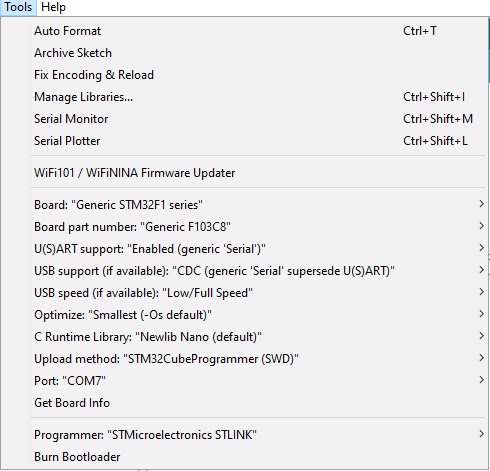 Tools Help
Auto Format Ctrl+T
Archive Sketch
Fix Encoding & Reload
Manage Libraries... Ctrl+Shift+I
Serial Monitor Ctrl+Shift+M
Serial Plotter Ctrl+Shift+L
WiFi101 / WiFiNINA Firmware Updater
Board: "Generic STM32F1 series"
Board part number: "Generic F103C8"
U(S)ART support: "Enabled (generic 'Serial')"
USB support (if available): "CDC (generic 'Serial' supersede U(S)ART)"
USB speed (if available): "Low/Full Speed"
Optimize: "Smallest (-Os default)"
C Runtime Library: "Newlib Nano (default)"
Upload method: "STM32CubeProgrammer (SWD)"
Port: "COM7"
Get Board Info
Programmer: "STMicroelectronics STLINK"
Burn Bootloader